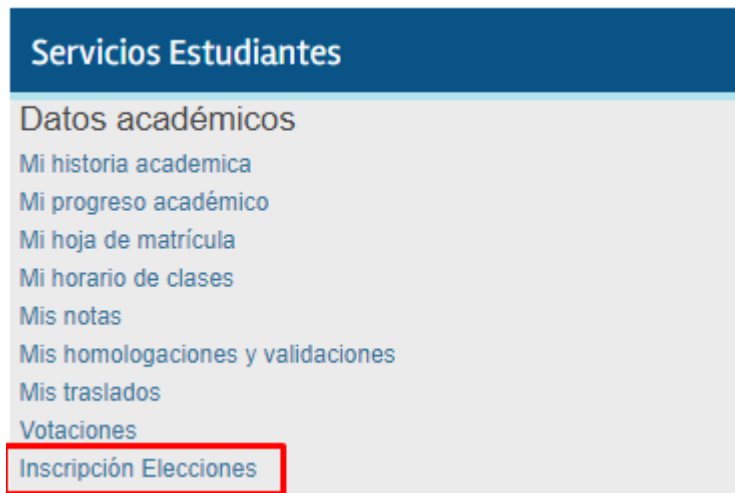 Servicios Estudiantes
Datos académicos
Mi historia academica
Mi progreso académico
Mi hoja de matrícula
Mi horario de clases
Mis notas
Mis homologaciones y validaciones
Mis traslados
Votaciones
Inscripción Elecciones